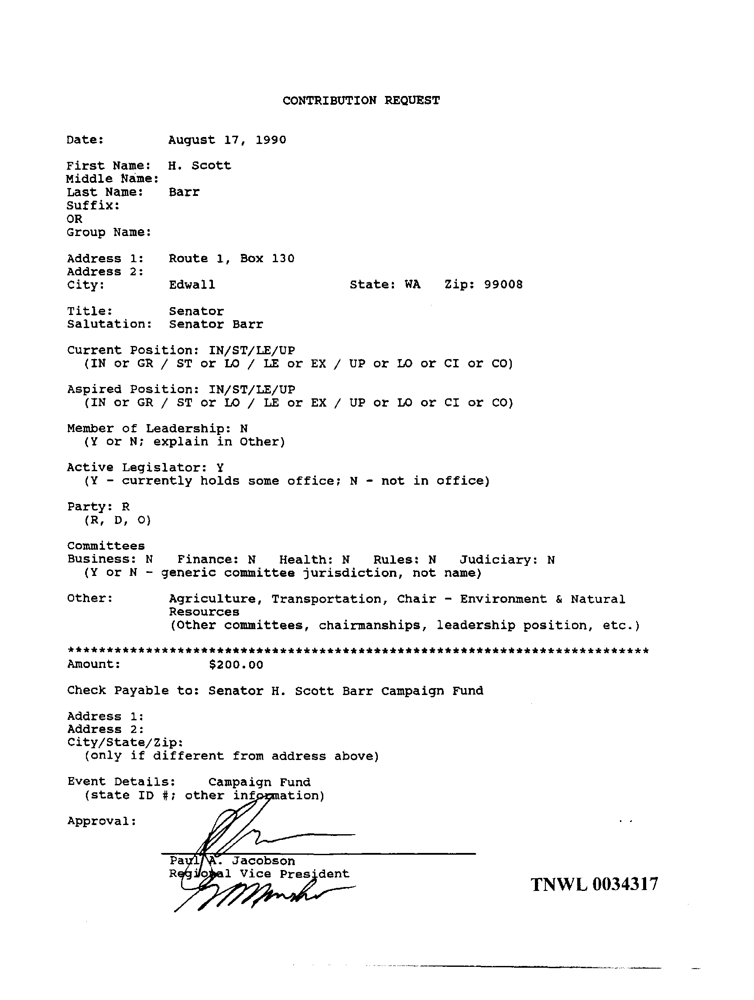 CONTRIBUTION REQUEST
Date: August 17, 1990
First Name: H. Scott
Middle Name:
Last Name: Barr
Suffix:
OR
Group Name:
Address 1: Route 1, Box 130
Address 2:
City: Edwall State: WA Zip: 99008
Title: Senator
Salutation: Senator Barr
Current Position: IN/ST/LE/UP
(IN or GR / ST or LO / LE or EX / UP or LO or CI or CO)
Aspired Position: IN/ST/LE/UP
(IN or GR / ST or LO / LE or EX / UP or LO or CI or CO)
Member of Leadership: N
(Y or N; explain in Other)
Active Legislator: Y
(Y - currently holds some office; N - not in office)
Party: R
(R, D, O)
Committees
Business: N Finance: N Health: N Rules: N Judiciary: N
(Y or N - generic committee jurisdiction, not name)
Other: Agriculture, Transportation, Chair - Environment & Natural
Resources
(Other committees, chairmanships, leadership position, etc.)
***************************************************************************
Amount: $200.00
Check Payable to: Senator H. Scott Barr Campaign Fund
Address 1:
Address 2:
City/State/Zip:
(only if different from address above)
Event Details: Campaign Fund
(state ID #; other information)
Approval:
Paul A. Jacobson
Regional Vice President
TNWL 0034317